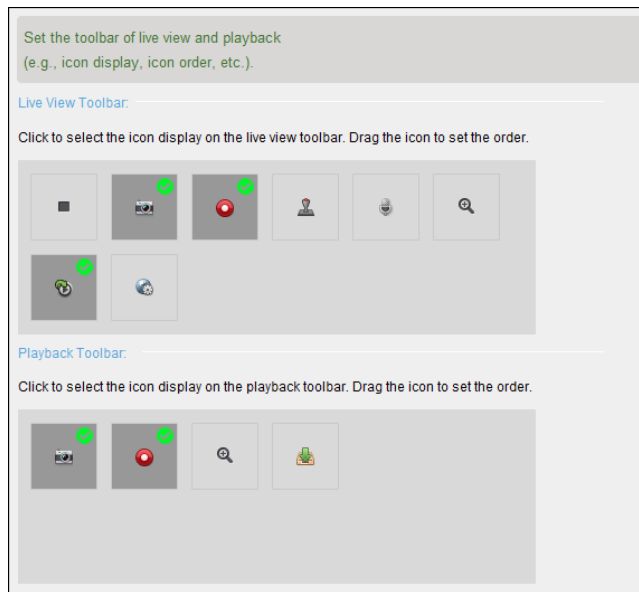 Set the toolbar of live view and playback
(e.g., icon display, icon order, etc.).
Live View Toolbar:
Click to select the icon display on the live view toolbar. Drag the icon to set the order.
Playback Toolbar:
Click to select the icon display on the playback toolbar. Drag the icon to set the order.